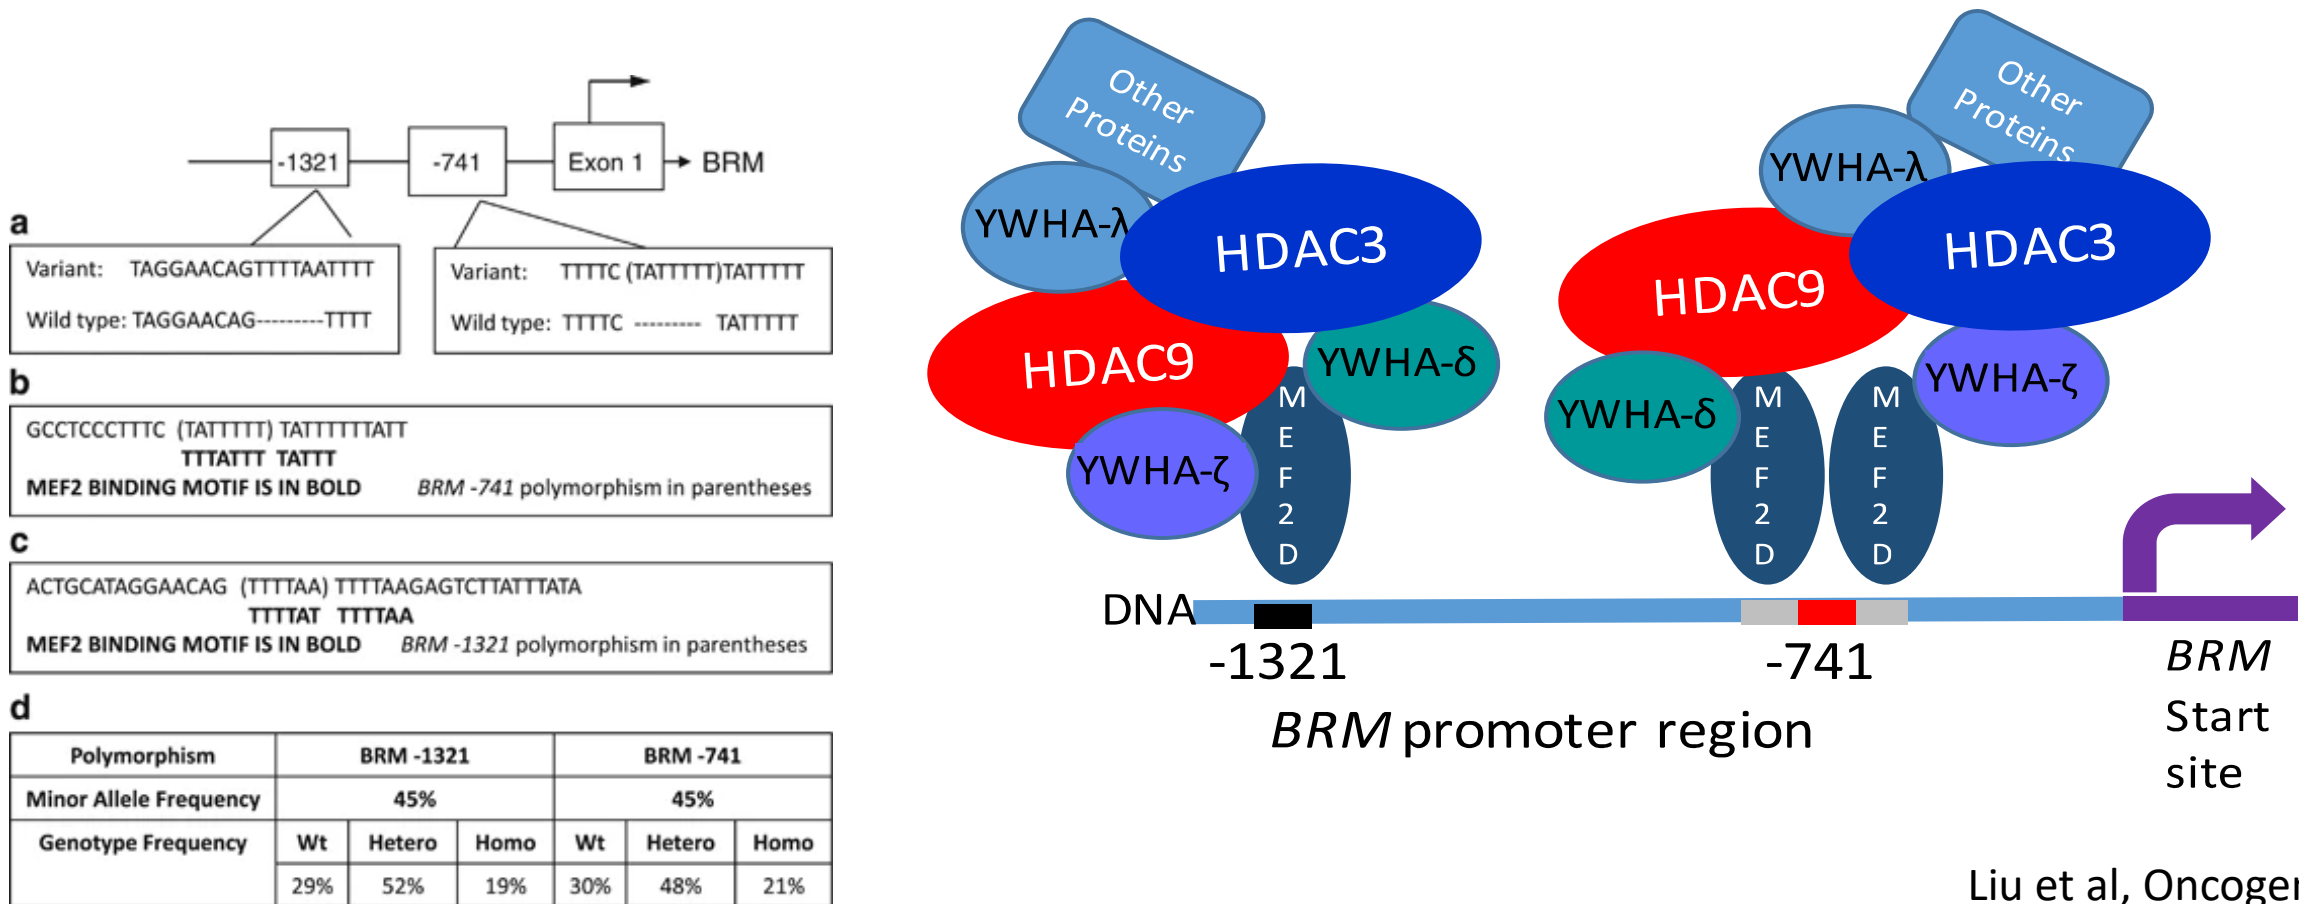 -1321
-741
Exon 1
BRM
a
Variant: TAGGAACAGTTTTAATTTT
Wild type: TAGGAACAG---------TTTT
Variant: TTTTC (TATTTTT)TATTTTT
Wild type: TTTTC --------- TATTTTT
b
GCCTCCCTTTC (TATTTTT) TATTTTTTATT
TTTATTT TATTT
MEF2 BINDING MOTIF IS IN BOLD BRM -741 polymorphism in parentheses
c
ACTGCATAGGAACAG (TTTTAA) TTTTAAGAGTCTTATTTATA
TTTTAT TTTTAA
MEF2 BINDING MOTIF IS IN BOLD BRM -1321 polymorphism in parentheses
d
Polymorphism BRM -1321 BRM -741
Minor Allele Frequency 45% 45%
Genotype Frequency Wt Hetero Homo Wt Hetero Homo
29% 52% 19% 30% 48% 21%
Other
Proteins
YWHA-λ
HDAC3
HDAC9
YWHA-δ
YWHA-ζ
MEF2D
Other
Proteins
YWHA-λ
HDAC3
HDAC9
YWHA-δ
YWHA-ζ
MEF2D
MEF2D
DNA
-1321
-741
BRM promoter region
BRM
Start
site
Liu et al, Oncogen